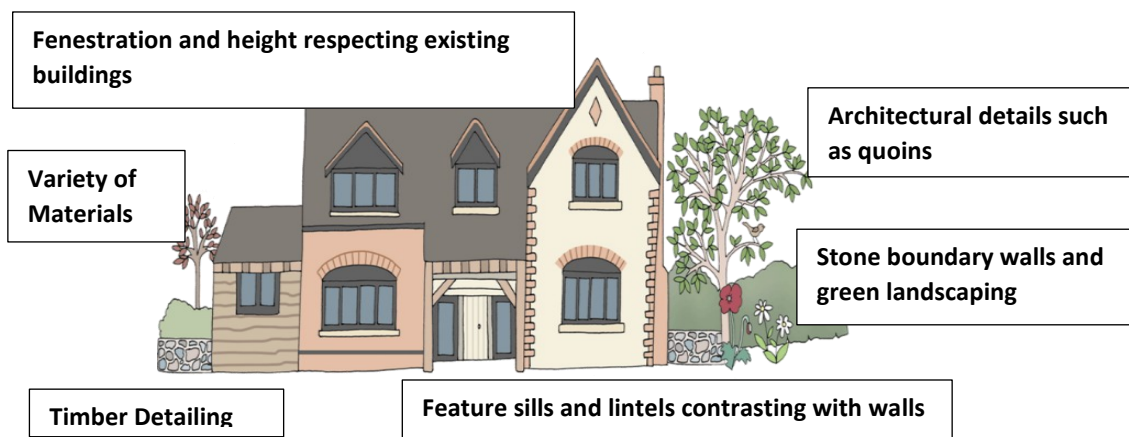 Fenestration and height respecting existing
buildings
Architectural details such
as quoins
Variety of
Materials
Stone boundary walls and
green landscaping
Timber Detailing
Feature sills and lintels contrasting with walls